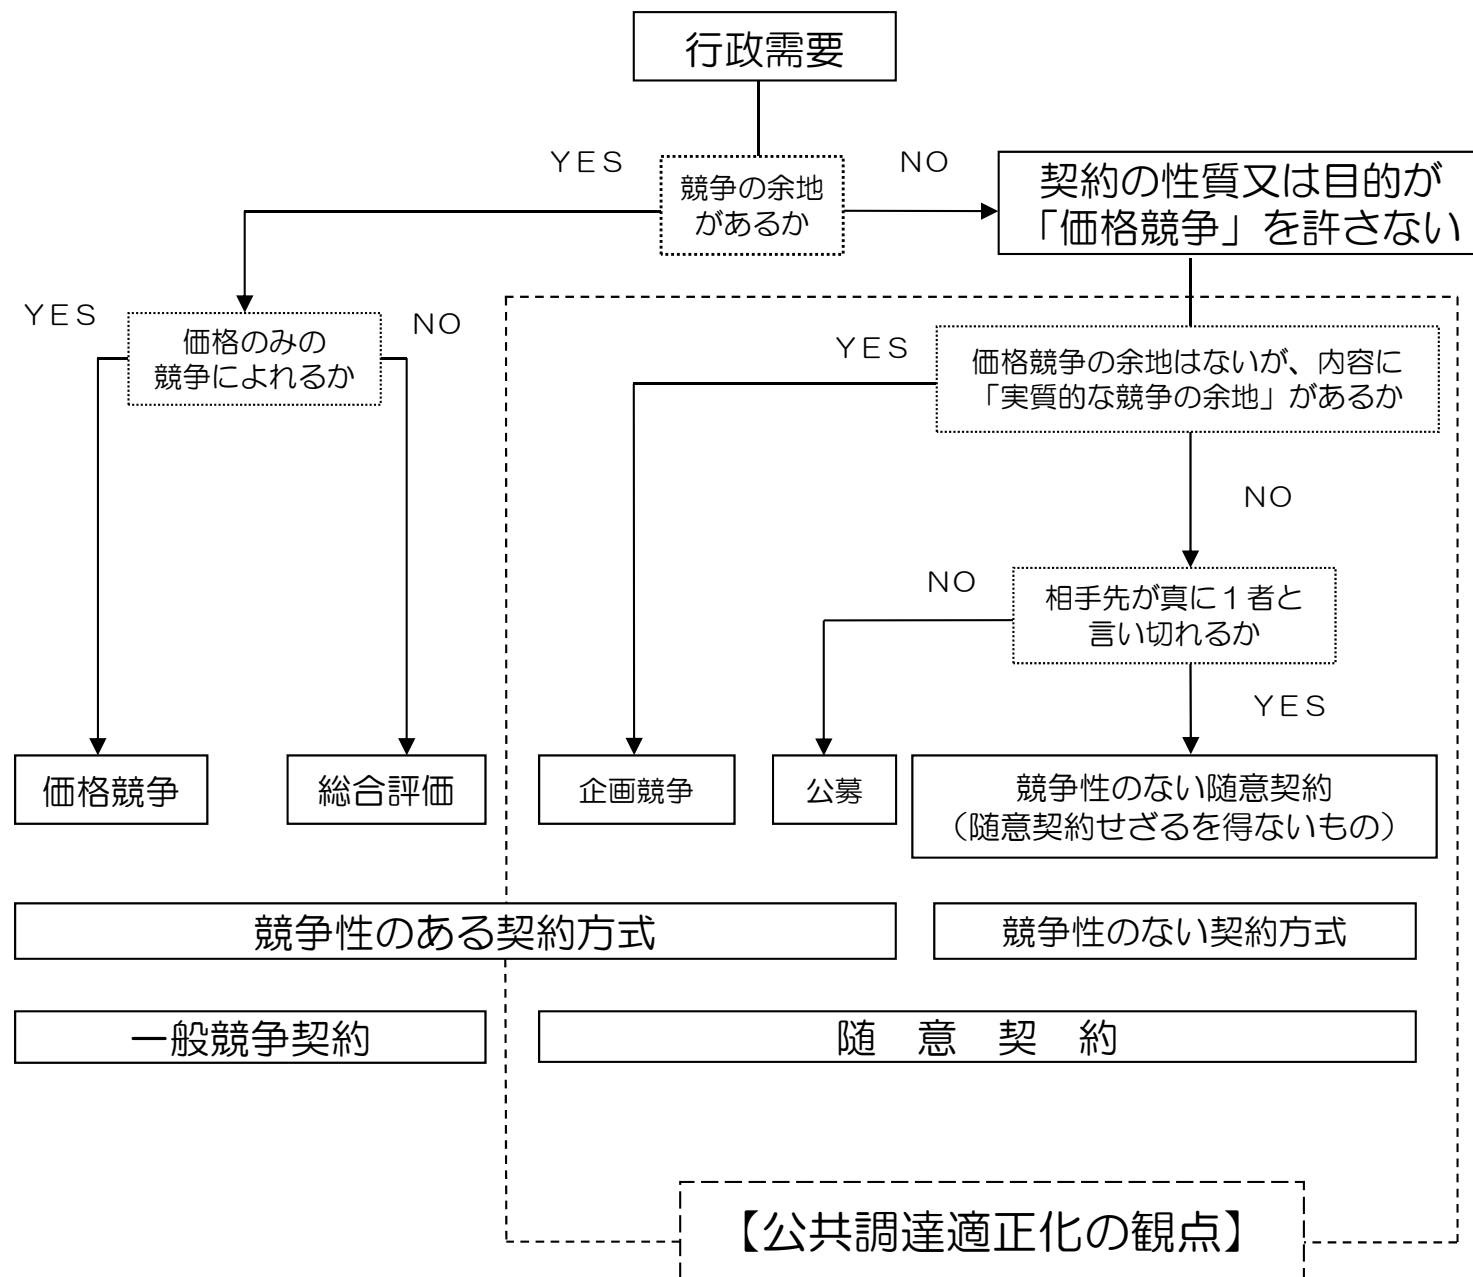 行政需要
YES
競争の余地
があるか
NO
契約の性質又は目的が
「価格競争」を許さない
YES
価格のみの
競争によれるか
NO
YES
価格競争の余地はないが、内容に
「実質的な競争の余地」があるか
NO
NO
相手先が真に1者と
言い切れるか
YES
価格競争
総合評価
企画競争
公募
競争性のない随意契約
（随意契約せざるを得ないもの）
競争性のある契約方式
競争性のない契約方式
一般競争契約
随　意　契　約
【公共調達適正化の観点】